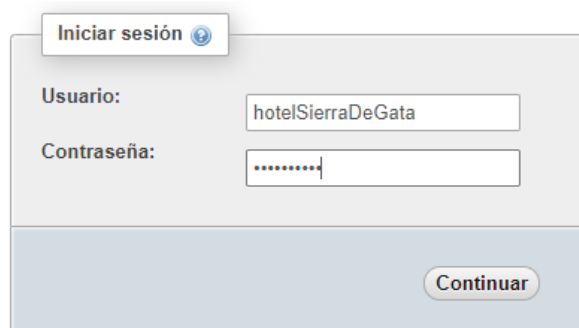 Iniciar sesión
Usuario:
hotelSierraDeGata
Contraseña:
••••••••••
Continuar